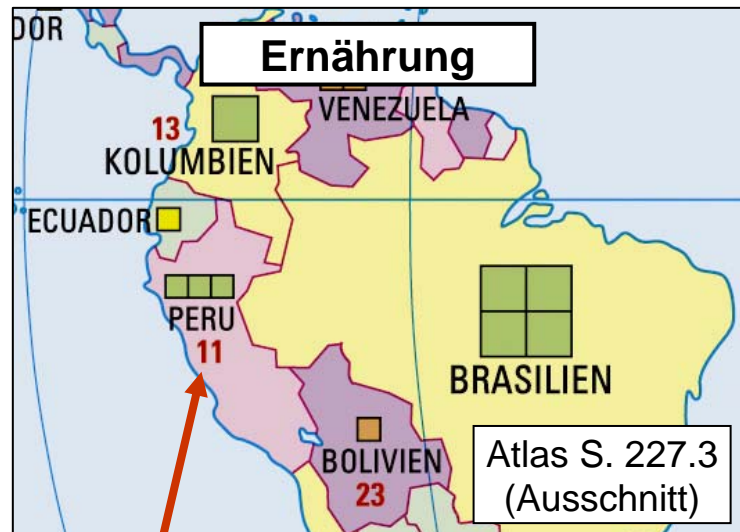 DOR
Ernährung
VENEZUELA
13
KOLUMBIEN
ECUADOR
PERU
11
BRASILIEN
BOLIVIEN
23
Atlas S. 227.3
(Ausschnitt)